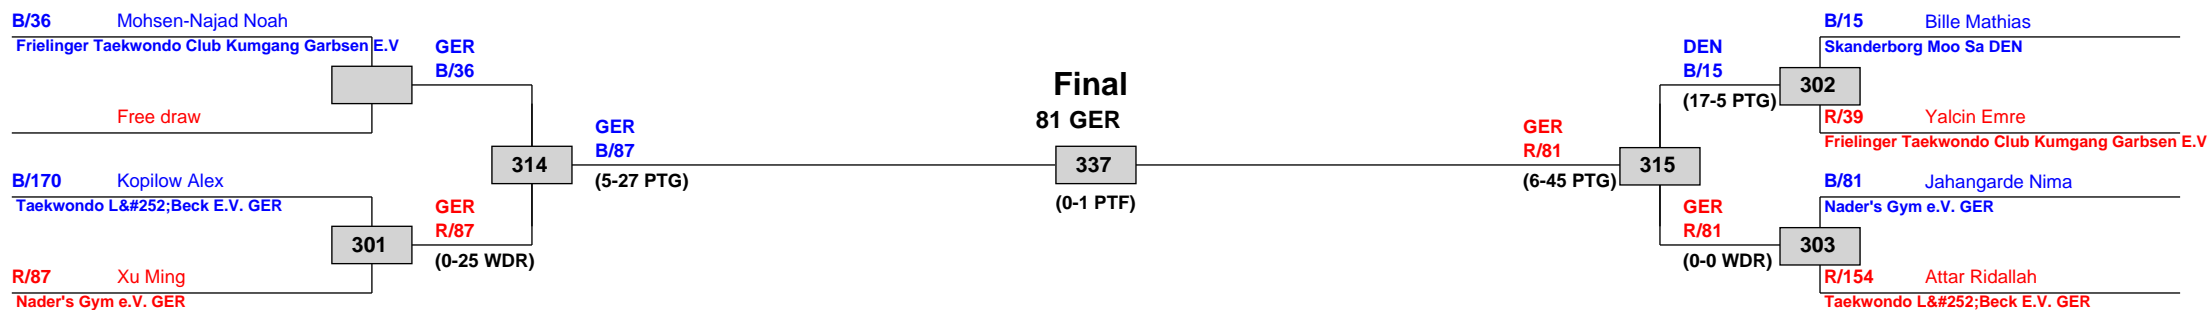 B/36 Mohsen-Najad Noah
Frielinger Taekwondo Club Kumgang Garbsen E.V
Free draw
GER
B/36
B/170 Kopilow Alex
Taekwondo L&#252;Beck E.V. GER
301
R/87 Xu Ming
Nader's Gym e.V. GER
GER
R/87
(0-25 WDR)
314
GER
B/87
(5-27 PTG)
Final
81 GER
337
(0-1 PTF)
GER
R/81
(6-45 PTG)
315
DEN
B/15
(17-5 PTG)
GER
R/81
(0-0 WDR)
B/15 Bille Mathias
Skanderborg Moo Sa DEN
302
R/39 Yalcin Emre
Frielinger Taekwondo Club Kumgang Garbsen E.V
B/81 Jahangarde Nima
Nader's Gym e.V. GER
303
R/154 Attar Ridallah
Taekwondo L&#252;Beck E.V. GER